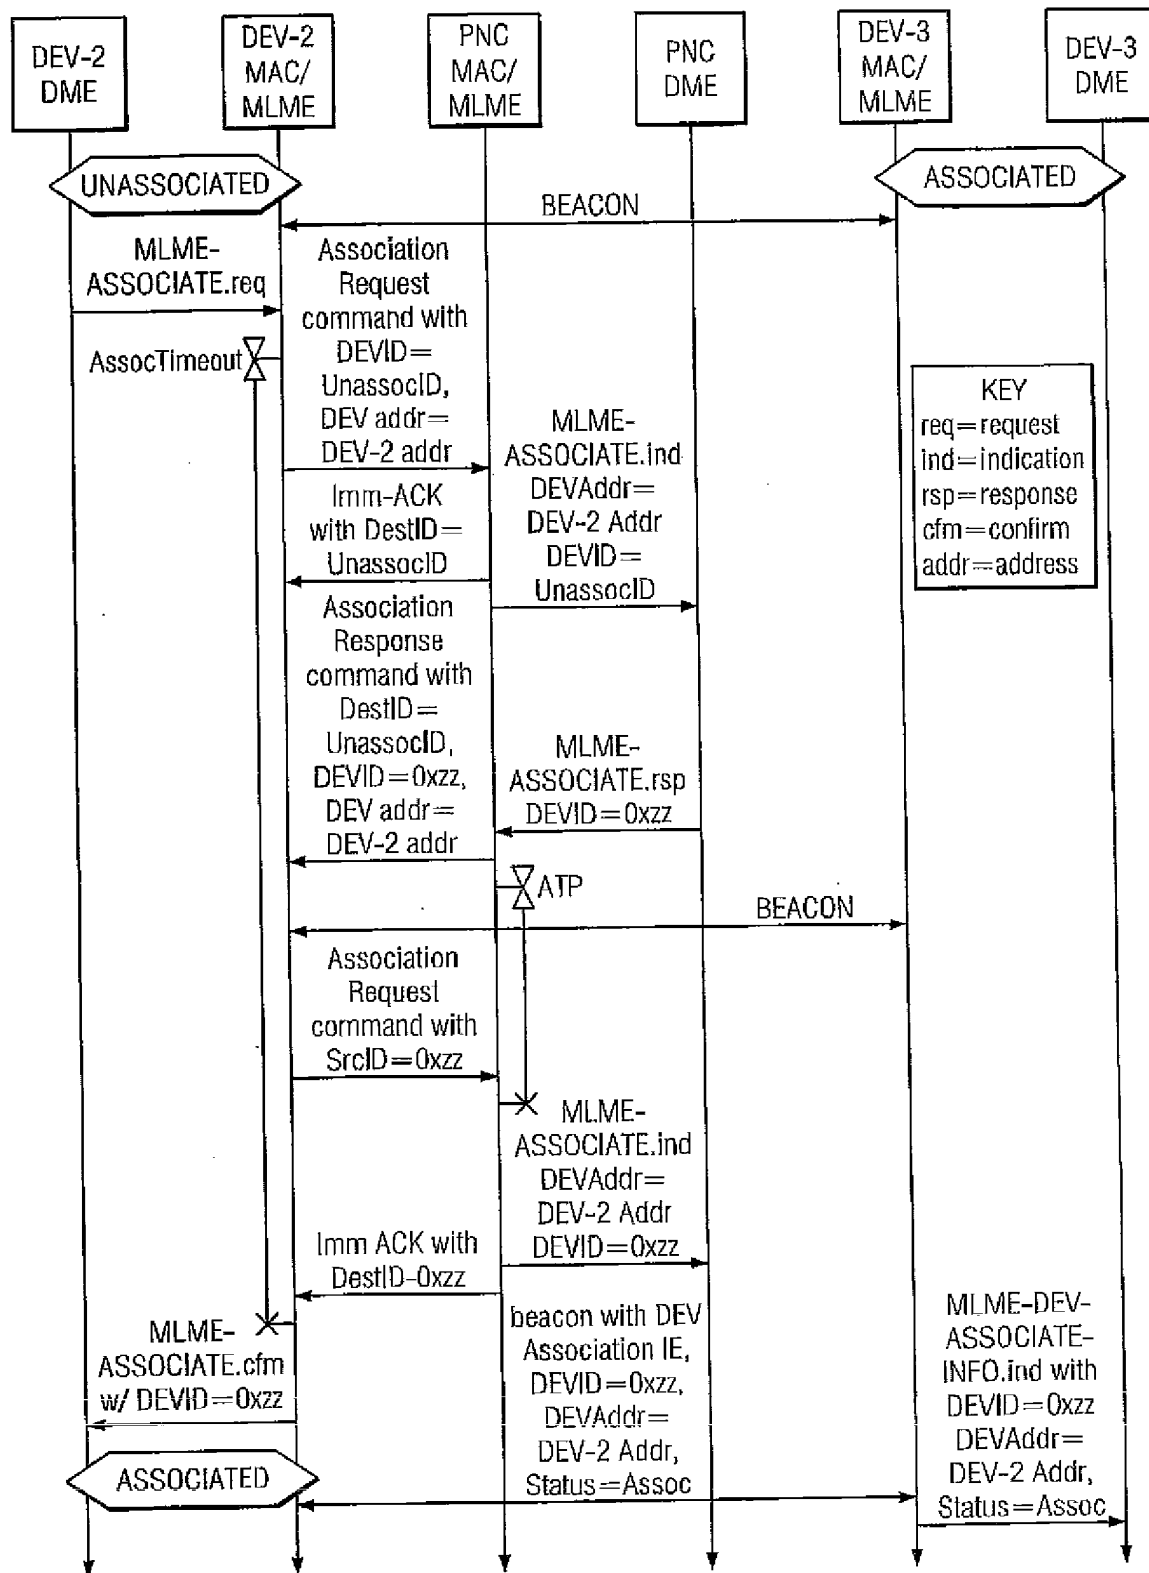 DEV-2
DME
DEV-2
MAC/
MLME
PNC
MAC/
MLME
PNC
DME
DEV-3
MAC/
MLME
DEV-3
DME
UNASSOCIATED
ASSOCIATED
BEACON
MLME-
ASSOCIATE.req
Association
Request
command with
DEVID=
UnassocID,
DEV addr=
DEV-2 addr
AssocTimeout
KEY
req=request
ind=indication
rsp=response
cfm=confirm
addr=address
MLME-
ASSOCIATE.ind
DEVAddr=
DEV-2 Addr
DEVID=
UnassocID
Imm-ACK
with DestID=
UnassocID
Association
Response
command with
DestID=
UnassocID,
DEVID=0xzz,
DEV addr=
DEV-2 addr
MLME-
ASSOCIATE.rsp
DEVID=0xzz
ATP
BEACON
Association
Request
command with
SrcID=0xzz
MLME-
ASSOCIATE.ind
DEVAddr=
DEV-2 Addr
DEVID=0xzz
Imm ACK with
DestID-0xzz
MLME-
ASSOCIATE.cfm
w/ DEVID=0xzz
beacon with DEV
Association IE,
DEVID=0xzz,
DEVAddr=
DEV-2 Addr,
Status=Assoc
MLME-DEV-
ASSOCIATE-
INFO.ind with
DEVID=0xzz
DEVAddr=
DEV-2 Addr,
Status=Assoc
ASSOCIATED